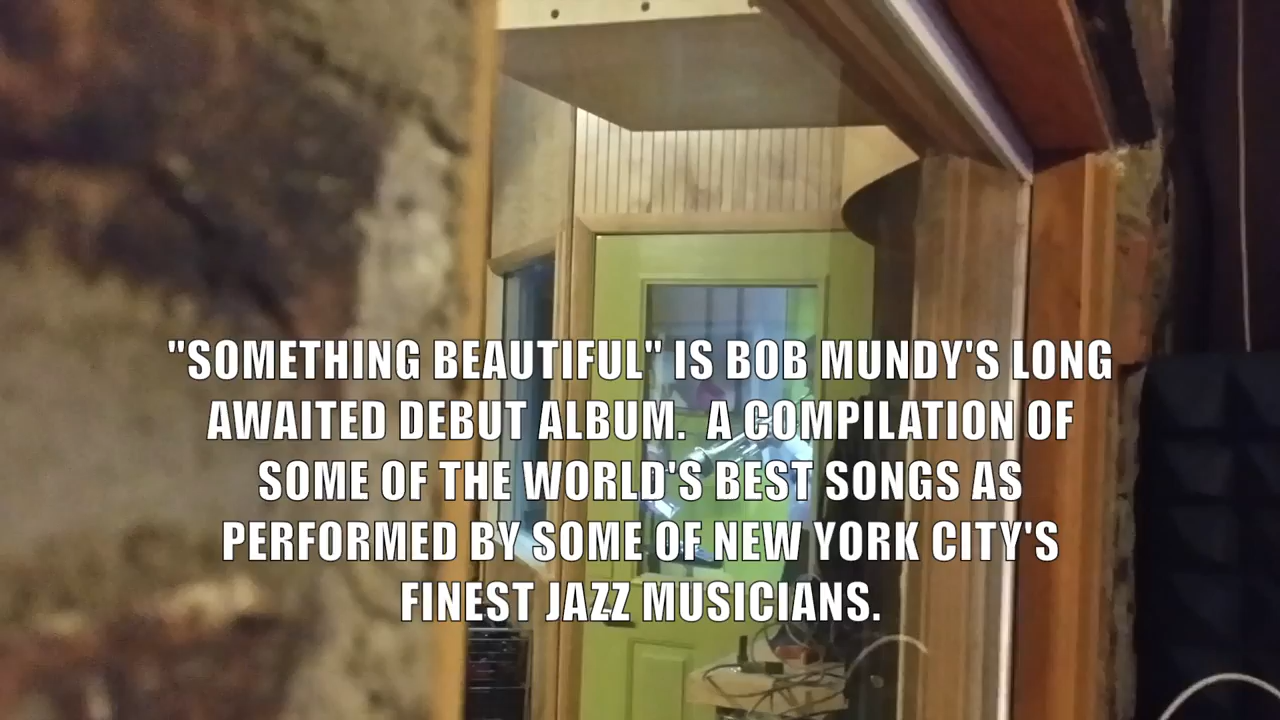 "SOMETHING BEAUTIFUL" IS BOB MUNDY'S LONG
AWAITED DEBUT ALBUM.  A COMPILATION OF
SOME OF THE WORLD'S BEST SONGS AS
PERFORMED BY SOME OF NEW YORK CITY'S
FINEST JAZZ MUSICIANS.